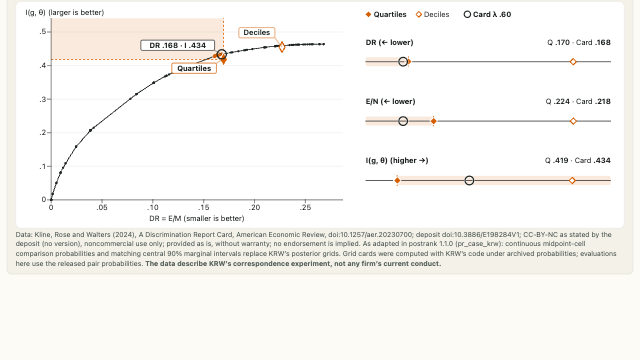 I(g, θ) (larger is better)
.5
.4
.3
.2
.1
0
0
.05
.10
.15
.20
.25
DR = E/M (smaller is better)
Deciles
DR .168 · I .434
Quartiles
Quartiles
Deciles
Card λ .60
DR (← lower)
Q .170 · Card .168
E/N (← lower)
Q .224 · Card .218
I(g, θ) (higher →)
Q .419 · Card .434
Data: Kline, Rose and Walters (2024), A Discrimination Report Card, American Economic Review, doi:10.1257/aer.20230700; deposit doi:10.3886/E198284V1; CC-BY-NC as stated by the
deposit (no version), noncommercial use only; provided as is, without warranty; no endorsement is implied. As adapted in postrank 1.1.0 (pr_case_krw): continuous midpoint-cell
comparison probabilities and matching central 90% marginal intervals replace KRW's posterior grids. Grid cards were computed with KRW's code under archived probabilities; evaluations
here use the released pair probabilities. The data describe KRW's correspondence experiment, not any firm's current conduct.